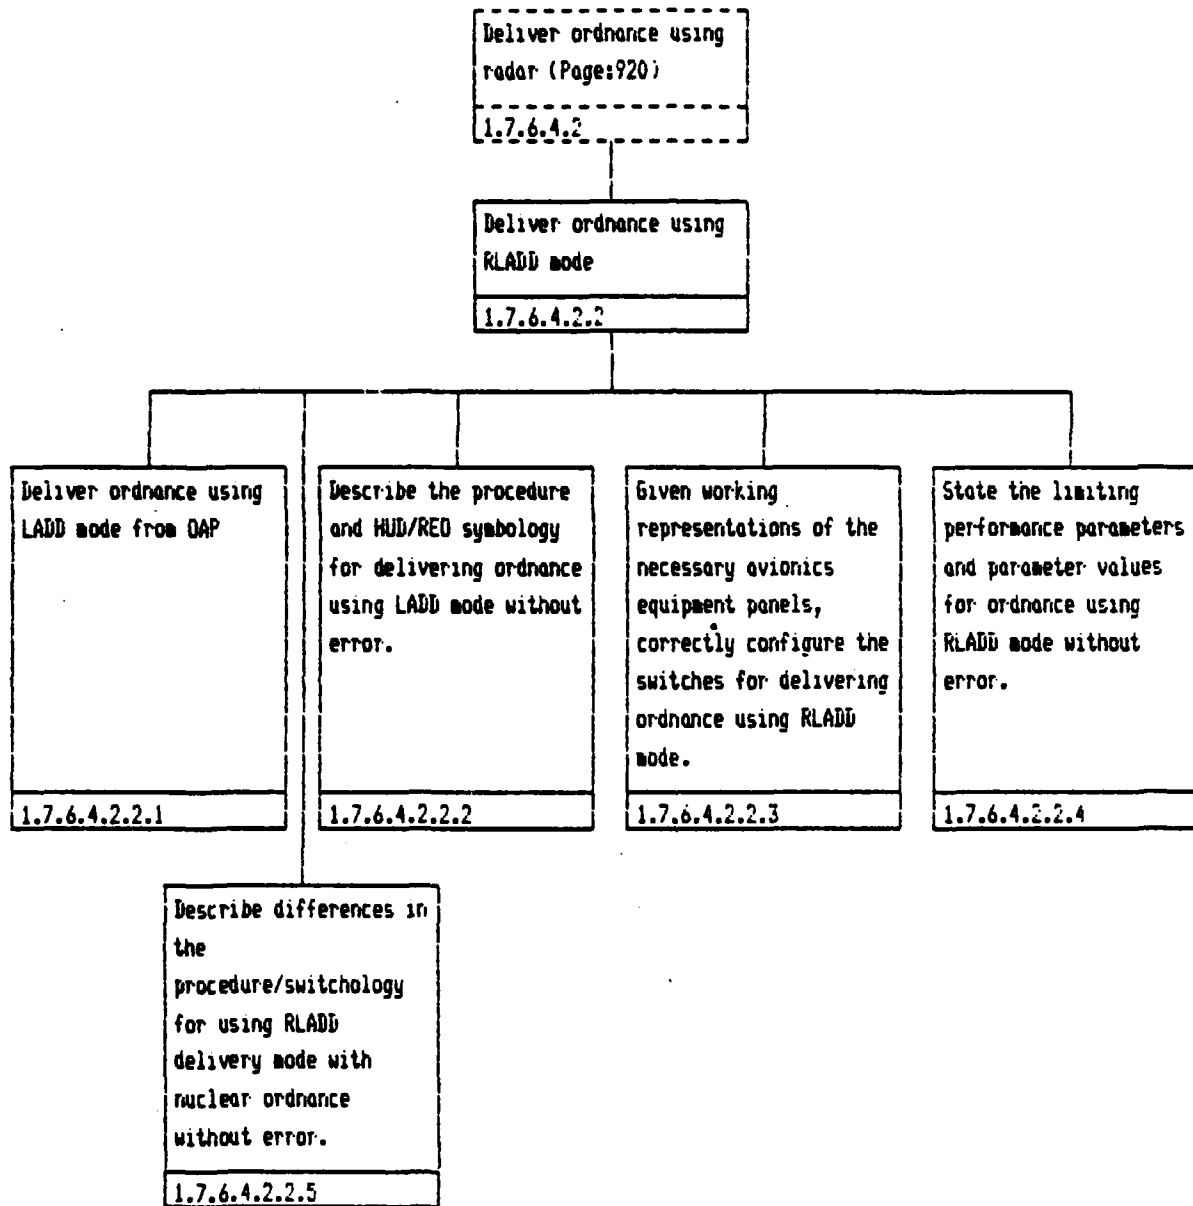 Deliver ordnance using
radar (Page:920)
1.7.6.4.2
Deliver ordnance using
RLADD mode
1.7.6.4.2.2
Deliver ordnance using
LADD mode from OAP
1.7.6.4.2.2.1
Describe the procedure
and HUD/REO symbology
for delivering ordnance
using LADD mode without
error.
1.7.6.4.2.2.2
Given working
representations of the
necessary avionics
equipment panels,
correctly configure the
switches for delivering
ordnance using RLADD
mode.
1.7.6.4.2.2.3
State the limiting
performance parameters
and parameter values
for ordnance using
RLADD mode without
error.
1.7.6.4.2.2.4
Describe differences in
the
procedure/switchology
for using RLADD
delivery mode with
nuclear ordnance
without error.
1.7.6.4.2.2.5